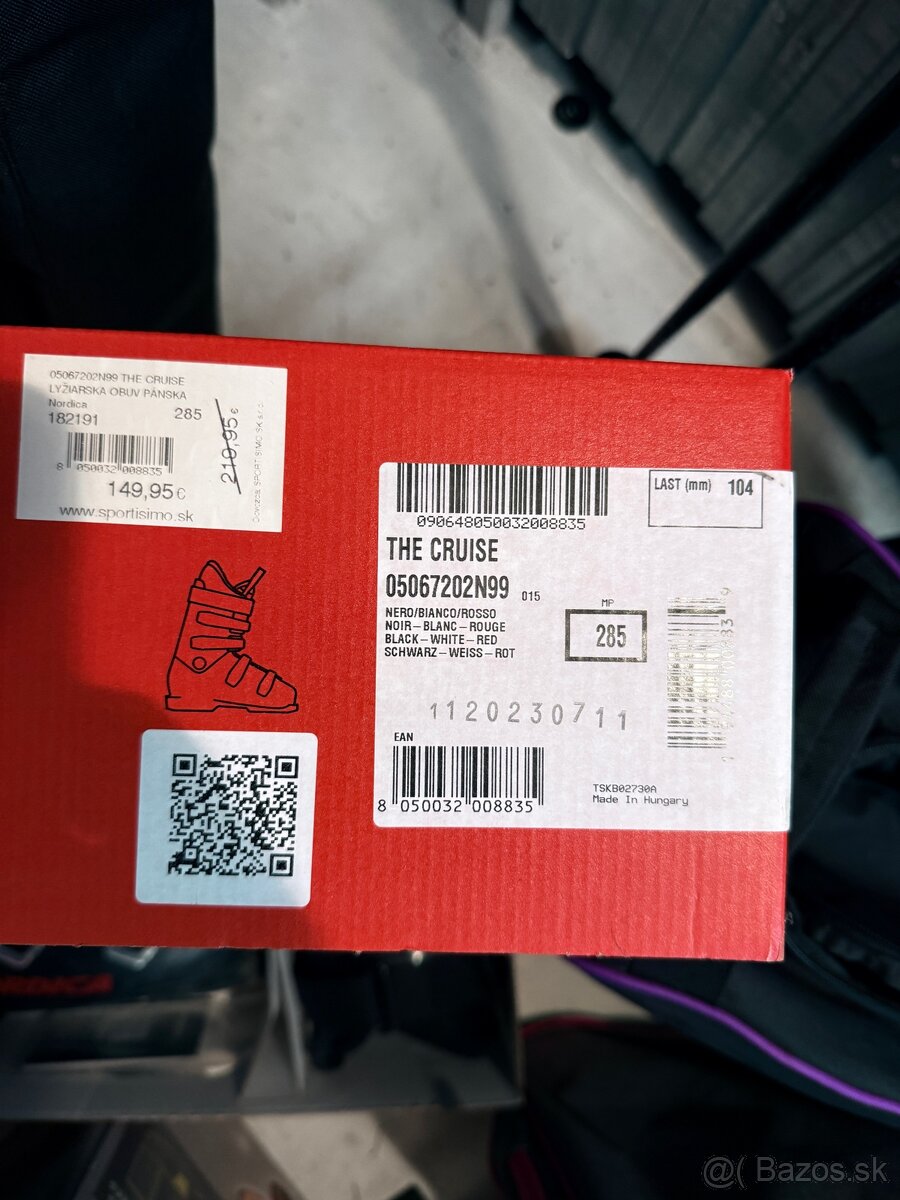 05067202N99 THE CRUISE
LYŽIARSKA OBUV PÁNSKA
Nordica
182191 285
219,95 €
8 050032 008835
149,95€
www.sportisimo.sk
090648050032008835
LAST (mm) 104
THE CRUISE
05067202N99 015
NERO/BIANCO/ROSSO
NOIR-BLANC-ROUGE
BLACK-WHITE-RED
SCHWARZ-WEISS-ROT
MP
285
1120230711
EAN
8 050032 008835
TSKB02730A
Made In Hungary
@( Bazos.sk